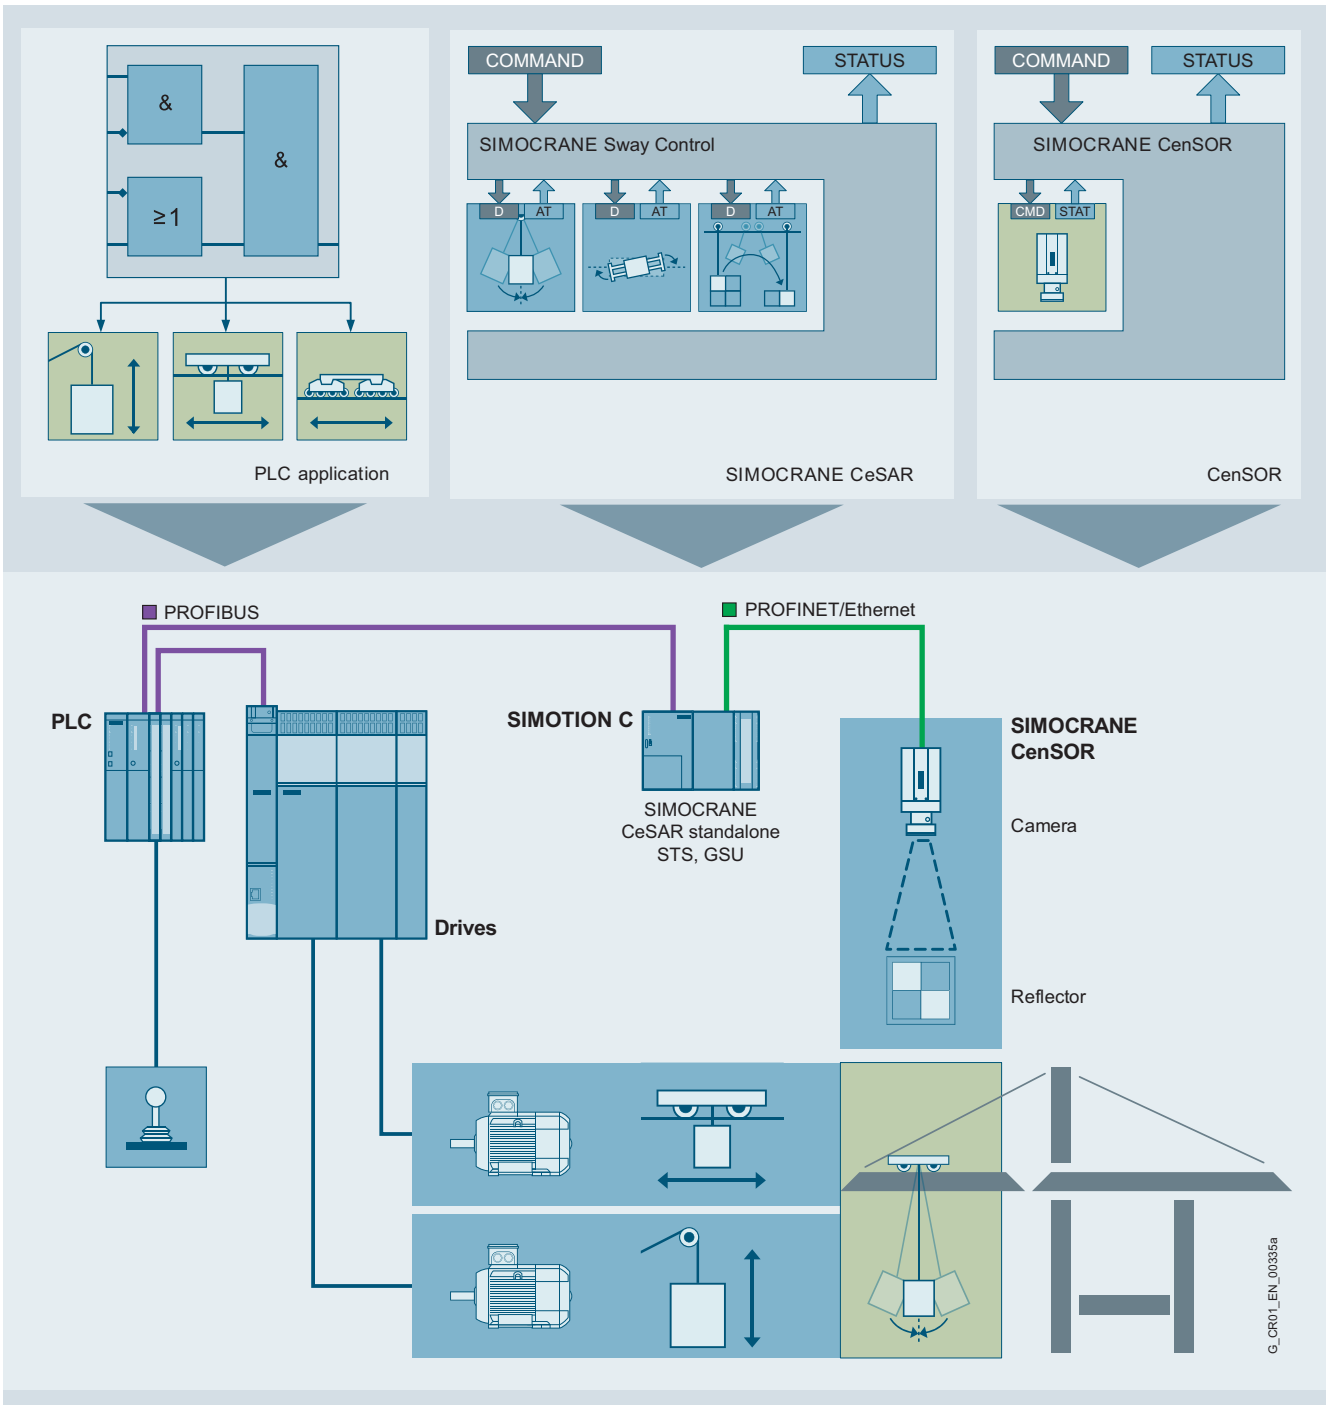 &
&
≥1
PLC application
COMMAND
STATUS
SIMOCRANE Sway Control
D
AT
D
AT
D
AT
SIMOCRANE CeSAR
COMMAND
STATUS
SIMOCRANE CenSOR
CMD
STAT
CenSOR
PROFIBUS
PROFINET/Ethernet
PLC
SIMOTION C
SIMOCRANE
CeSAR standalone
STS, GSU
SIMOCRANE
CenSOR
Camera
Drives
Reflector
G_CR01_EN_00335a